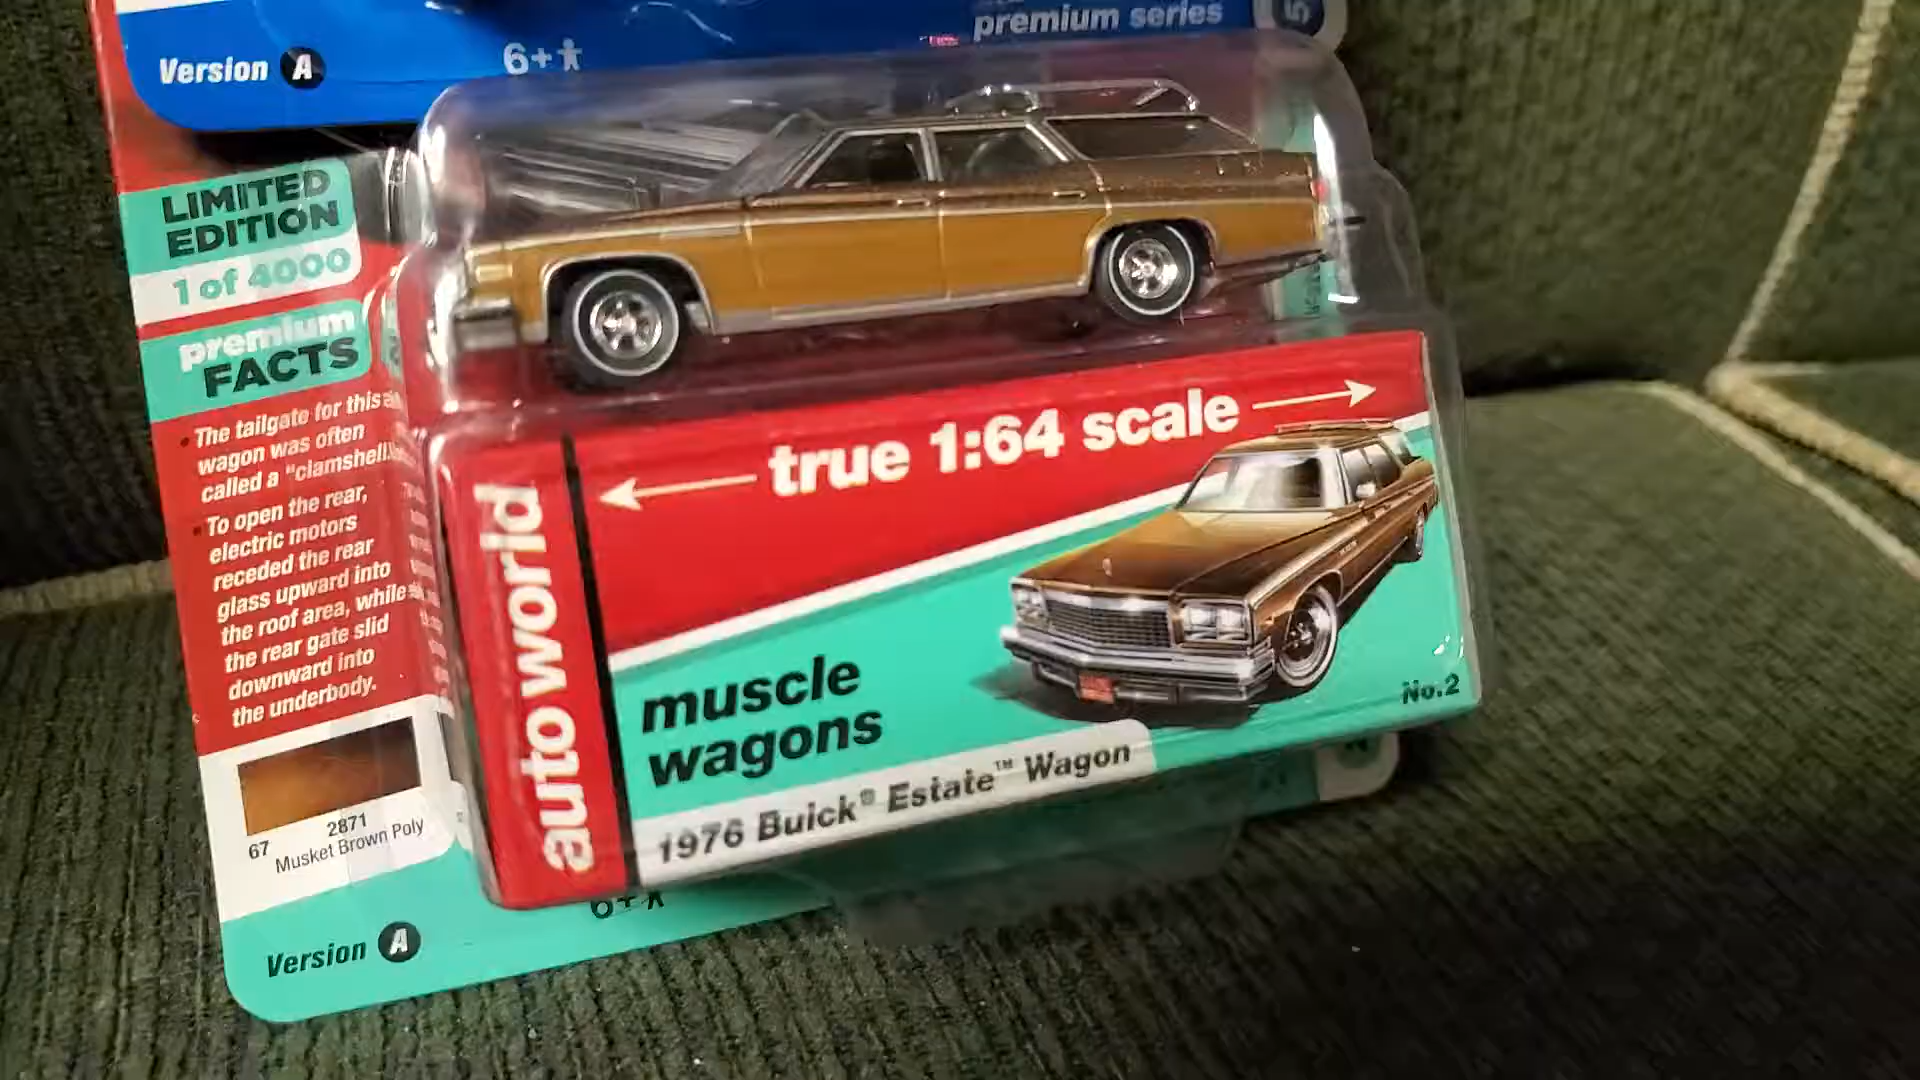 premium series
5
Version A
6+
LIMITED
EDITION
1 of 4000
premium
FACTS
• The tailgate for this
wagon was often
called a "clamshell.
• To open the rear,
electric motors
receded the rear
glass upward into
the roof area, while
the rear gate slid
downward into
the underbody.
2871
67 Musket Brown Poly
Version A
6+
true 1:64 scale
auto world
muscle
wagons
No.2
1976 Buick® Estate™ Wagon